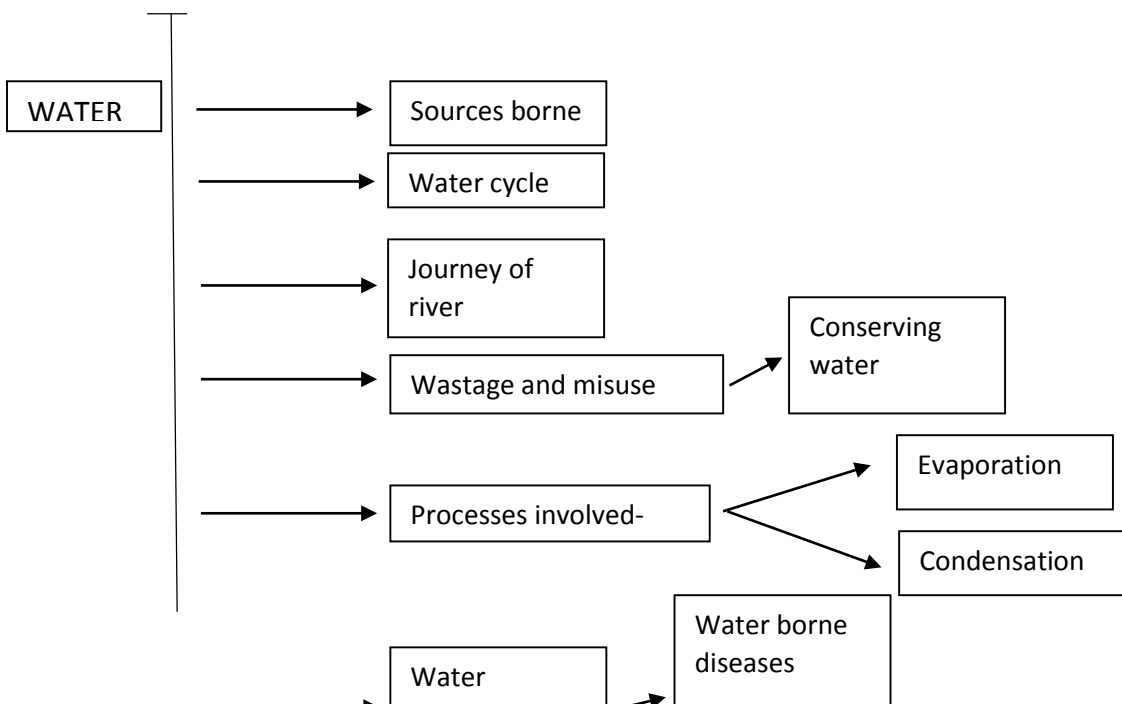 WATER
Sources borne
Water cycle
Journey of
river
Conserving
water
Wastage and misuse
Evaporation
Processes involved-
Condensation
Water borne
diseases
Water